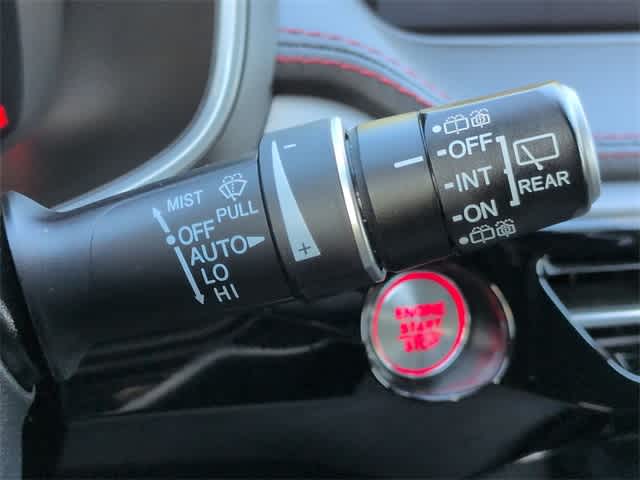 MIST
PULL
OFF
AUTO
LO
HI
-
+
-OFF
-INT
-ON
REAR
ENGINE
START
STOP